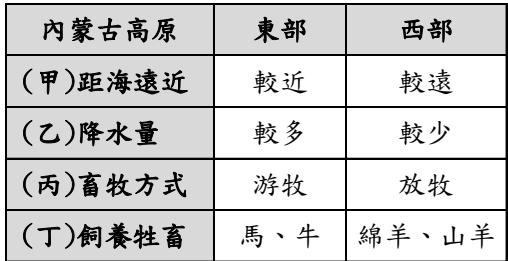 內蒙古高原 東部 西部
(甲)距海遠近 較近 較遠
(乙)降水量 較多 較少
(丙)畜牧方式 游牧 放牧
(丁)飼養牲畜 馬、牛 綿羊、山羊